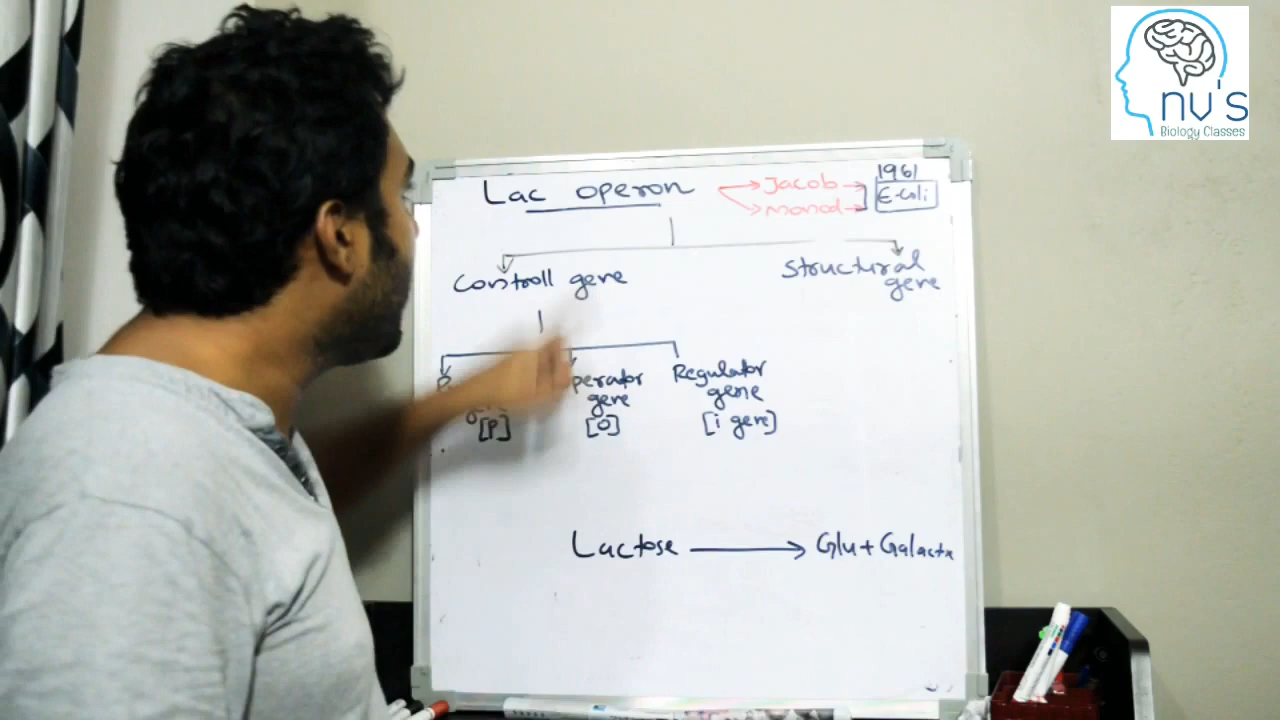 nv's
Biology Classes
Lac operon
Jacob
monod
1961
E-coli
Controll gene
Structural
gene
perator
gene
[O]
Regulator
gene
[i gene]
[P]
Lactose → Glu + Galactx